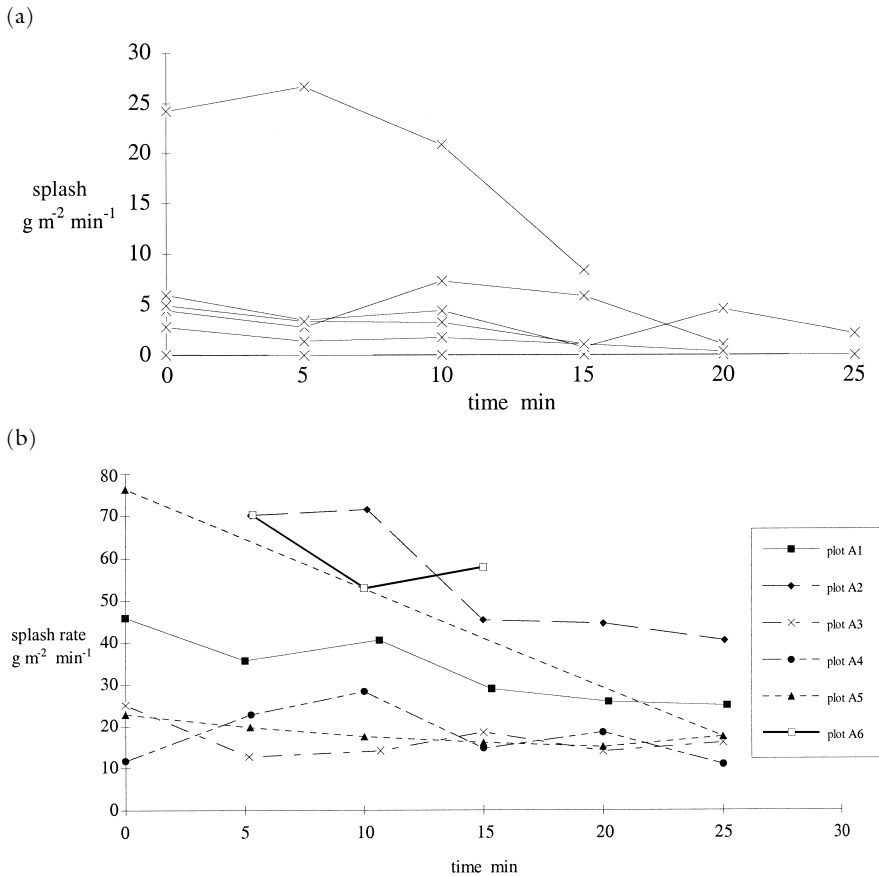 (a)
30
25
20
splash
g m-2 min-1
15
10
5
0
0 5 10 15 20 25
time min
(b)
80
70
60
50
splash rate
g m-2 min-1
40
30
20
10
0
0 5 10 15 20 25 30
time min
plot A1
plot A2
plot A3
plot A4
plot A5
plot A6